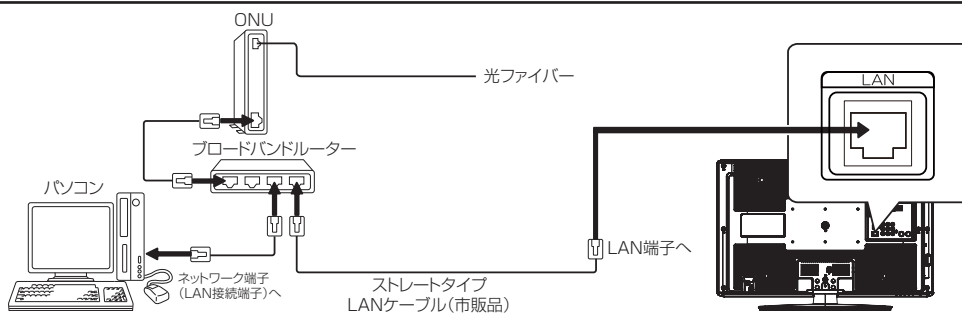 ONU
光ファイバー
LAN
ブロードバンドルーター
パソコン
LAN端子へ
ネットワーク端子
（LAN接続端子）へ
ストレートタイプ
LANケーブル（市販品）